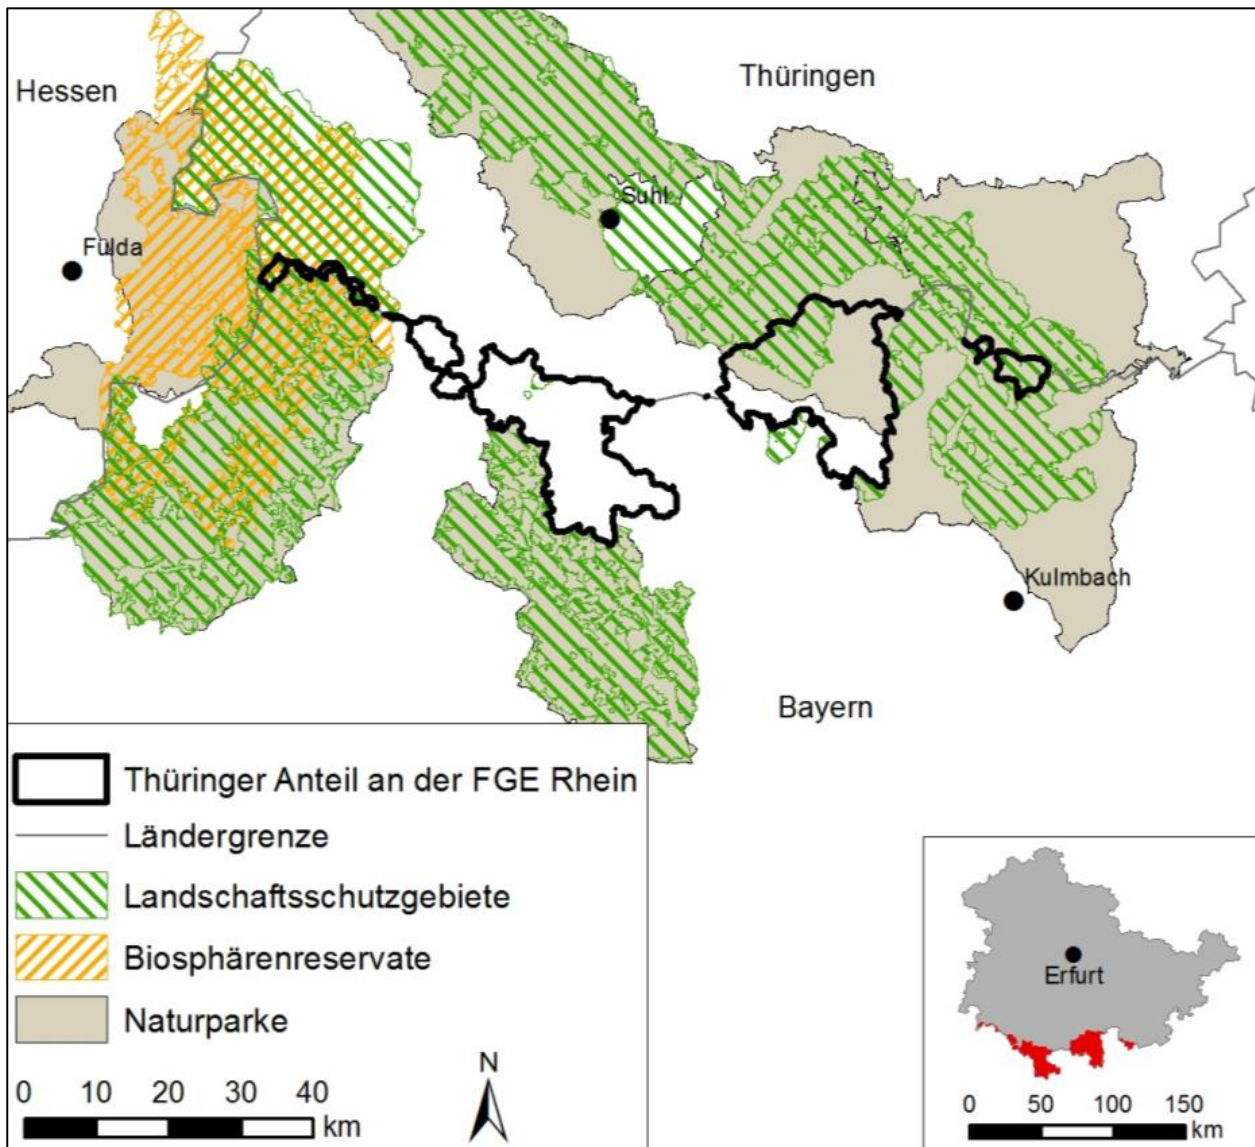 Hessen
Thüringen
Suhl
Fulda
Kulmbach
Bayern
Thüringer Anteil an der FGE Rhein
Ländergrenze
Landschaftsschutzgebiete
Biosphärenreservate
Naturparke
N
0 10 20 30 40
km
Erfurt
0 50 100 150
km